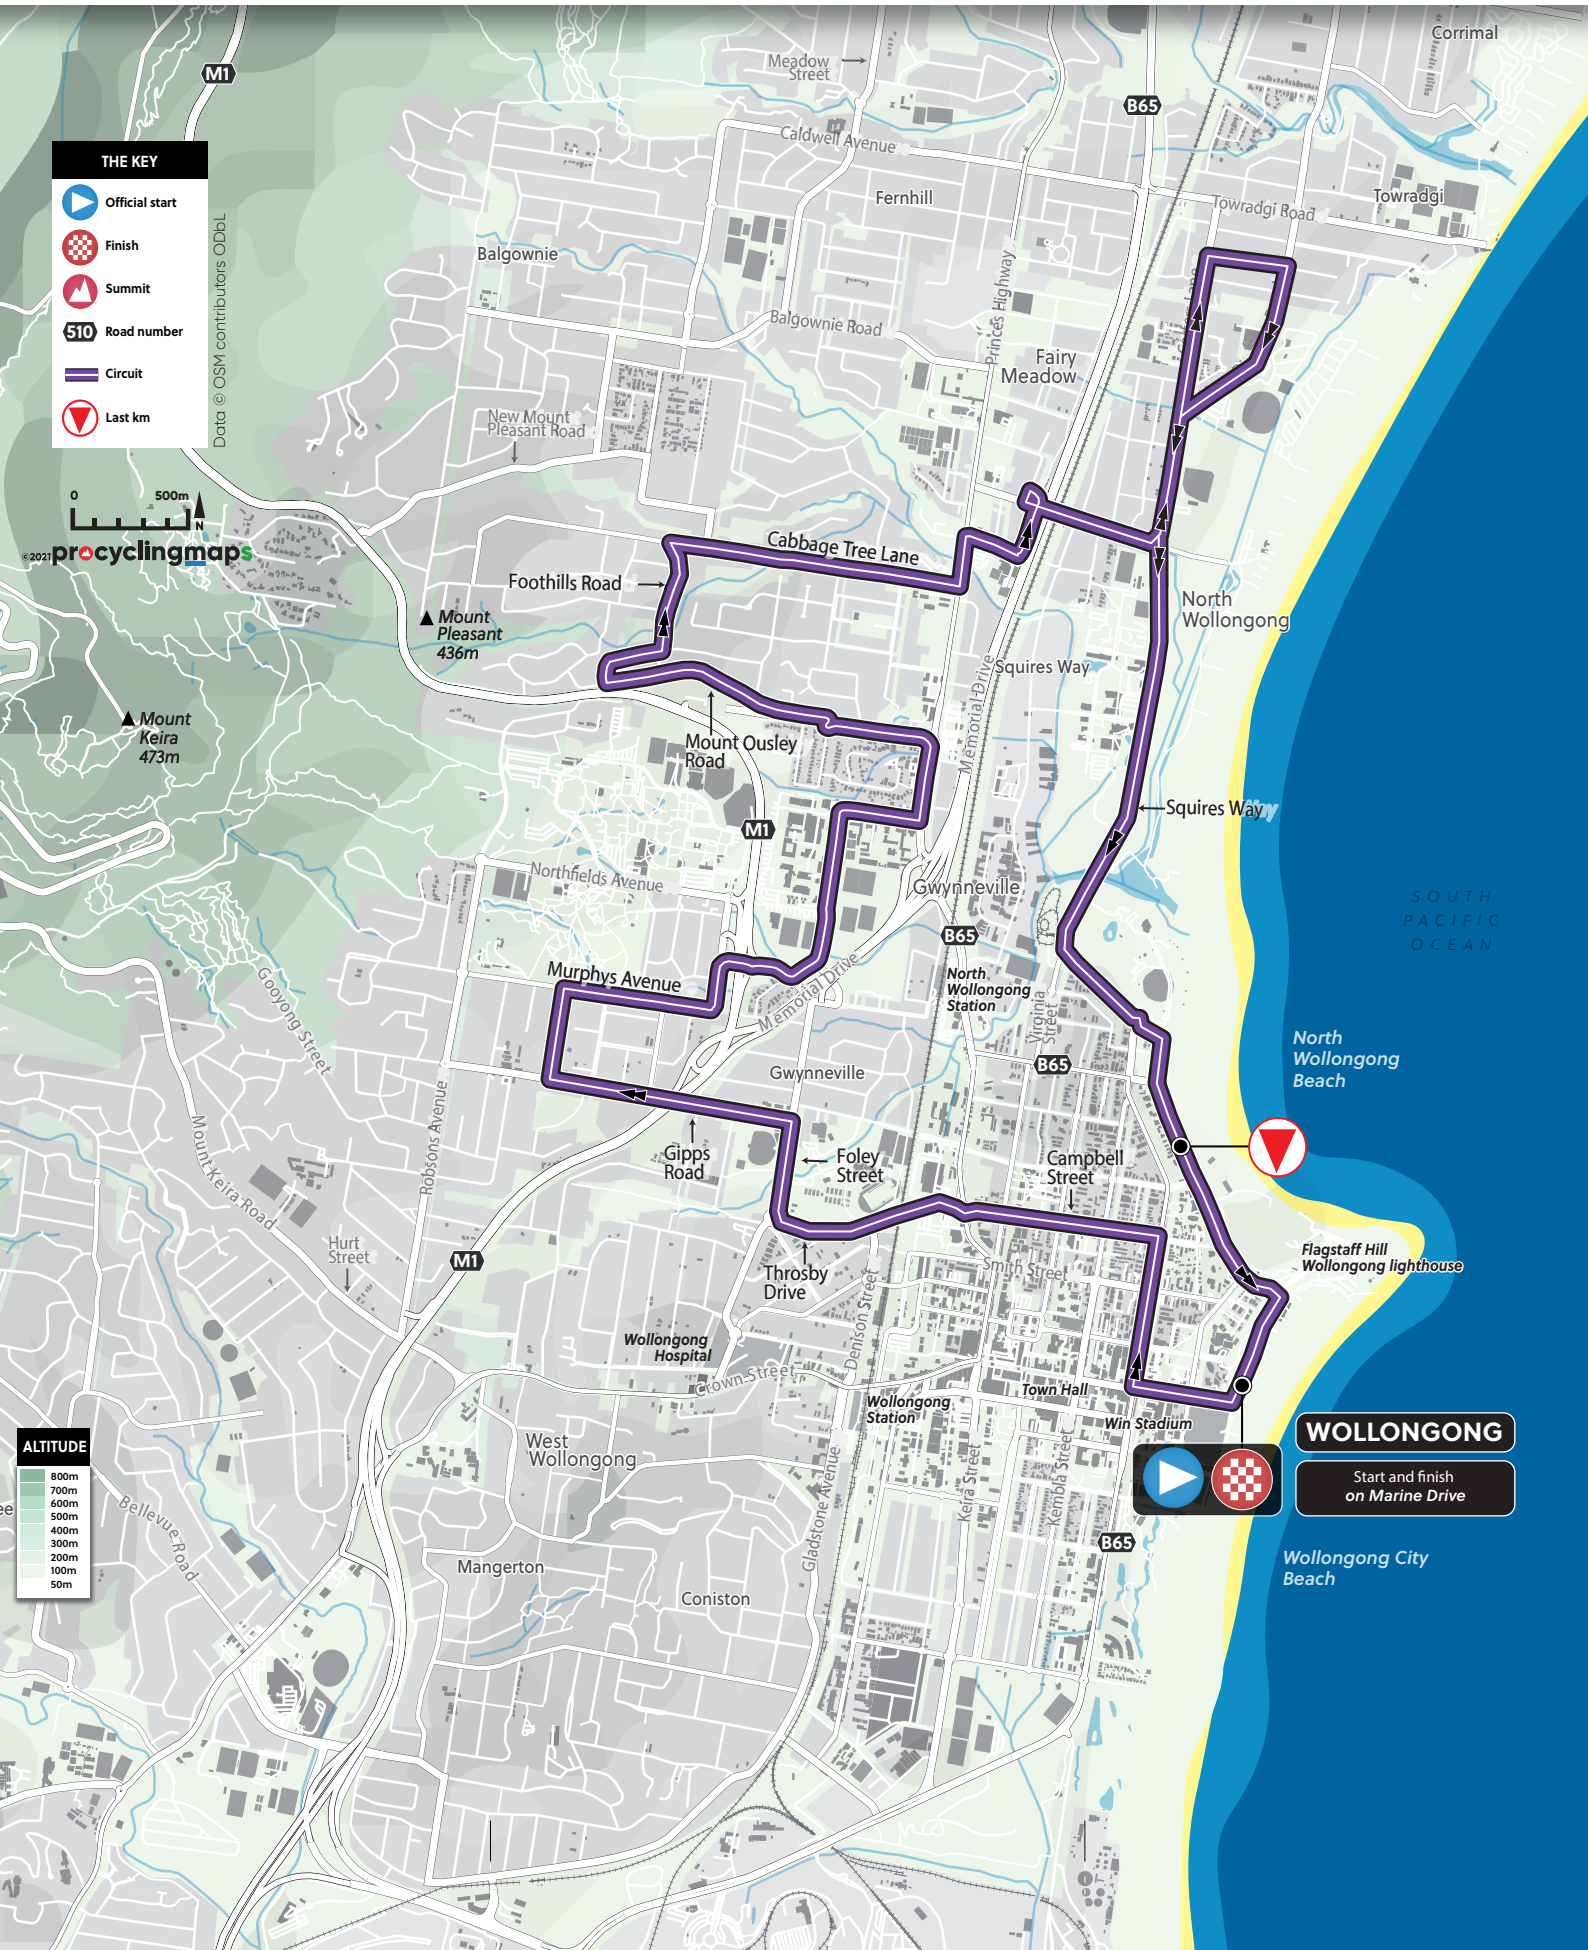 Corrimal
Meadow
Street
M1
B65
Caldwell Avenue
THE KEY
Official start
Finish
Summit
510
Road number
Circuit
Last km
Data © OSM contributors ODbL
Fernhill
Towradgi
Towradgi Road
Balgownie
Princes Highway
Balgownie Road
Fairy
Meadow
New Mount
Pleasant Road
0
500m
N
©2021 procyclingmaps
Cabbage Tree Lane
Foothills Road
Mount
Pleasant
436m
North
Wollongong
Squires Way
Memorial Drive
Mount
Keira
473m
Mount Ousley
Road
Squires Way
M1
Northfields Avenue
Gwynneville
SOUTH
PACIFIC
OCEAN
B65
Murphys Avenue
North
Wollongong
Station
Gooyong Street
Memorial Drive
Virginia
Street
North
Wollongong
Beach
B65
Gwynneville
Robsons Avenue
Mount Keira Road
Gipps
Road
Foley
Street
Campbell
Street
Hurt
Street
M1
Throsby
Drive
Smith Street
Flagstaff Hill
Wollongong lighthouse
Denison Street
Wollongong
Hospital
Crown Street
Town Hall
Wollongong
Station
Win Stadium
WOLLONGONG
Start and finish
on Marine Drive
West
Wollongong
Keira Street
Kembla Street
Gladstone Avenue
ALTITUDE
800m
700m
600m
500m
400m
300m
200m
100m
50m
Bellevue Road
B65
Wollongong City
Beach
Mangerton
Coniston